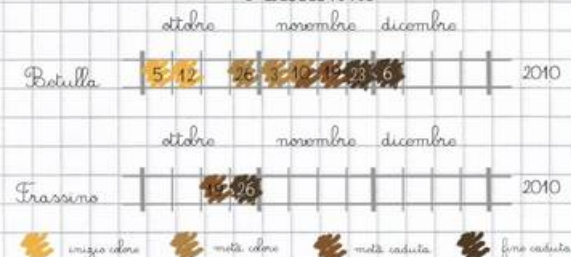 ottobre novembre dicembre
Betulla 5 12 26 3 10 19 23 6 2010
ottobre novembre dicembre
Frassino 19 26 2010
inizio colore metà colore metà caduta fine caduta